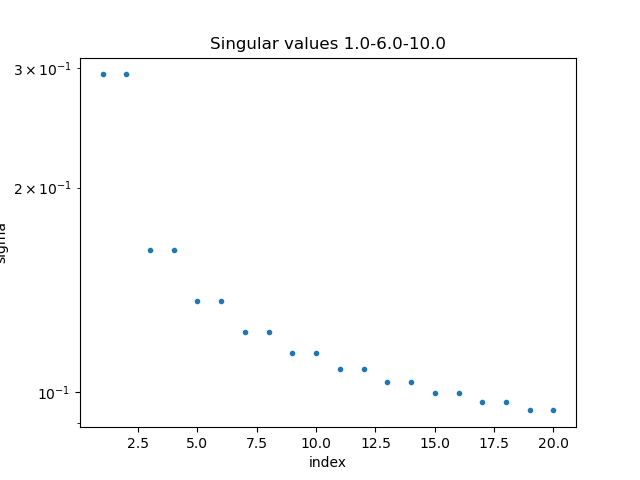 Singular values 1.0-6.0-10.0
3 × 10⁻¹
2 × 10⁻¹
10⁻¹
sigma
2.5 5.0 7.5 10.0 12.5 15.0 17.5 20.0
index